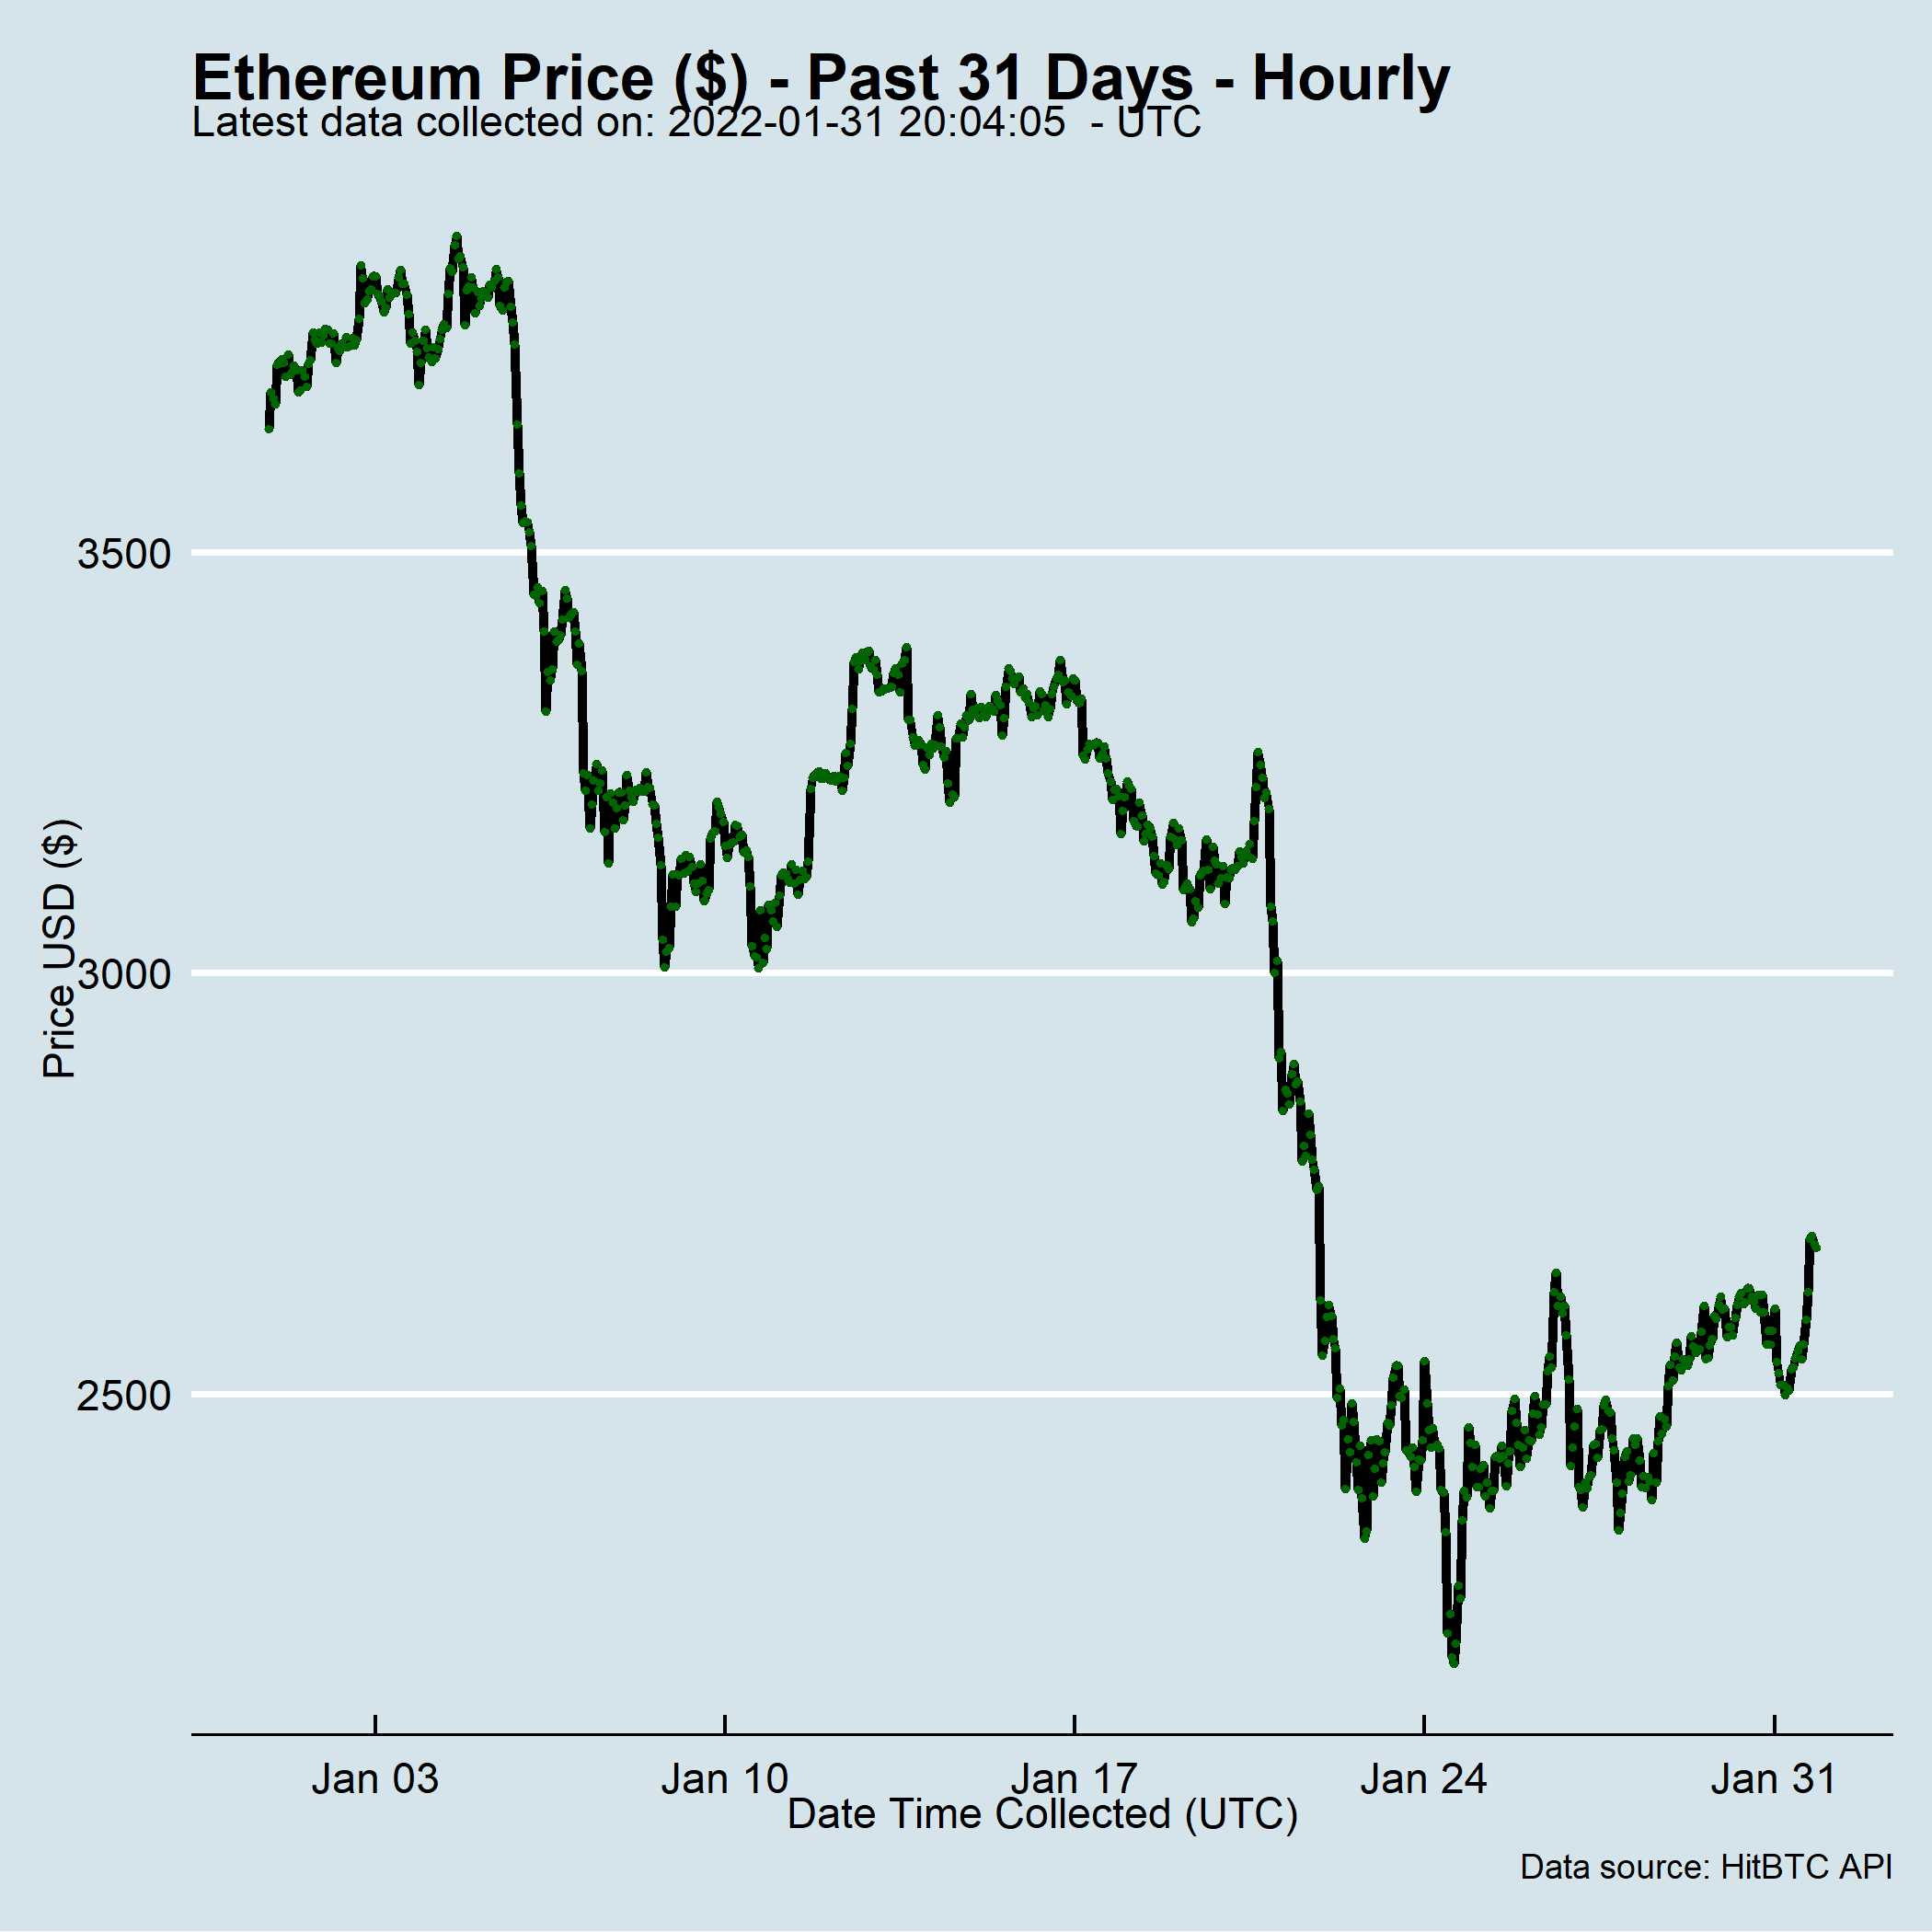 Ethereum Price ($) - Past 31 Days - Hourly
Latest data collected on: 2022-01-31 20:04:05  - UTC
Price USD ($)
3500
3000
2500
Jan 03
Jan 10
Jan 17
Jan 24
Jan 31
Date Time Collected (UTC)
Data source: HitBTC API